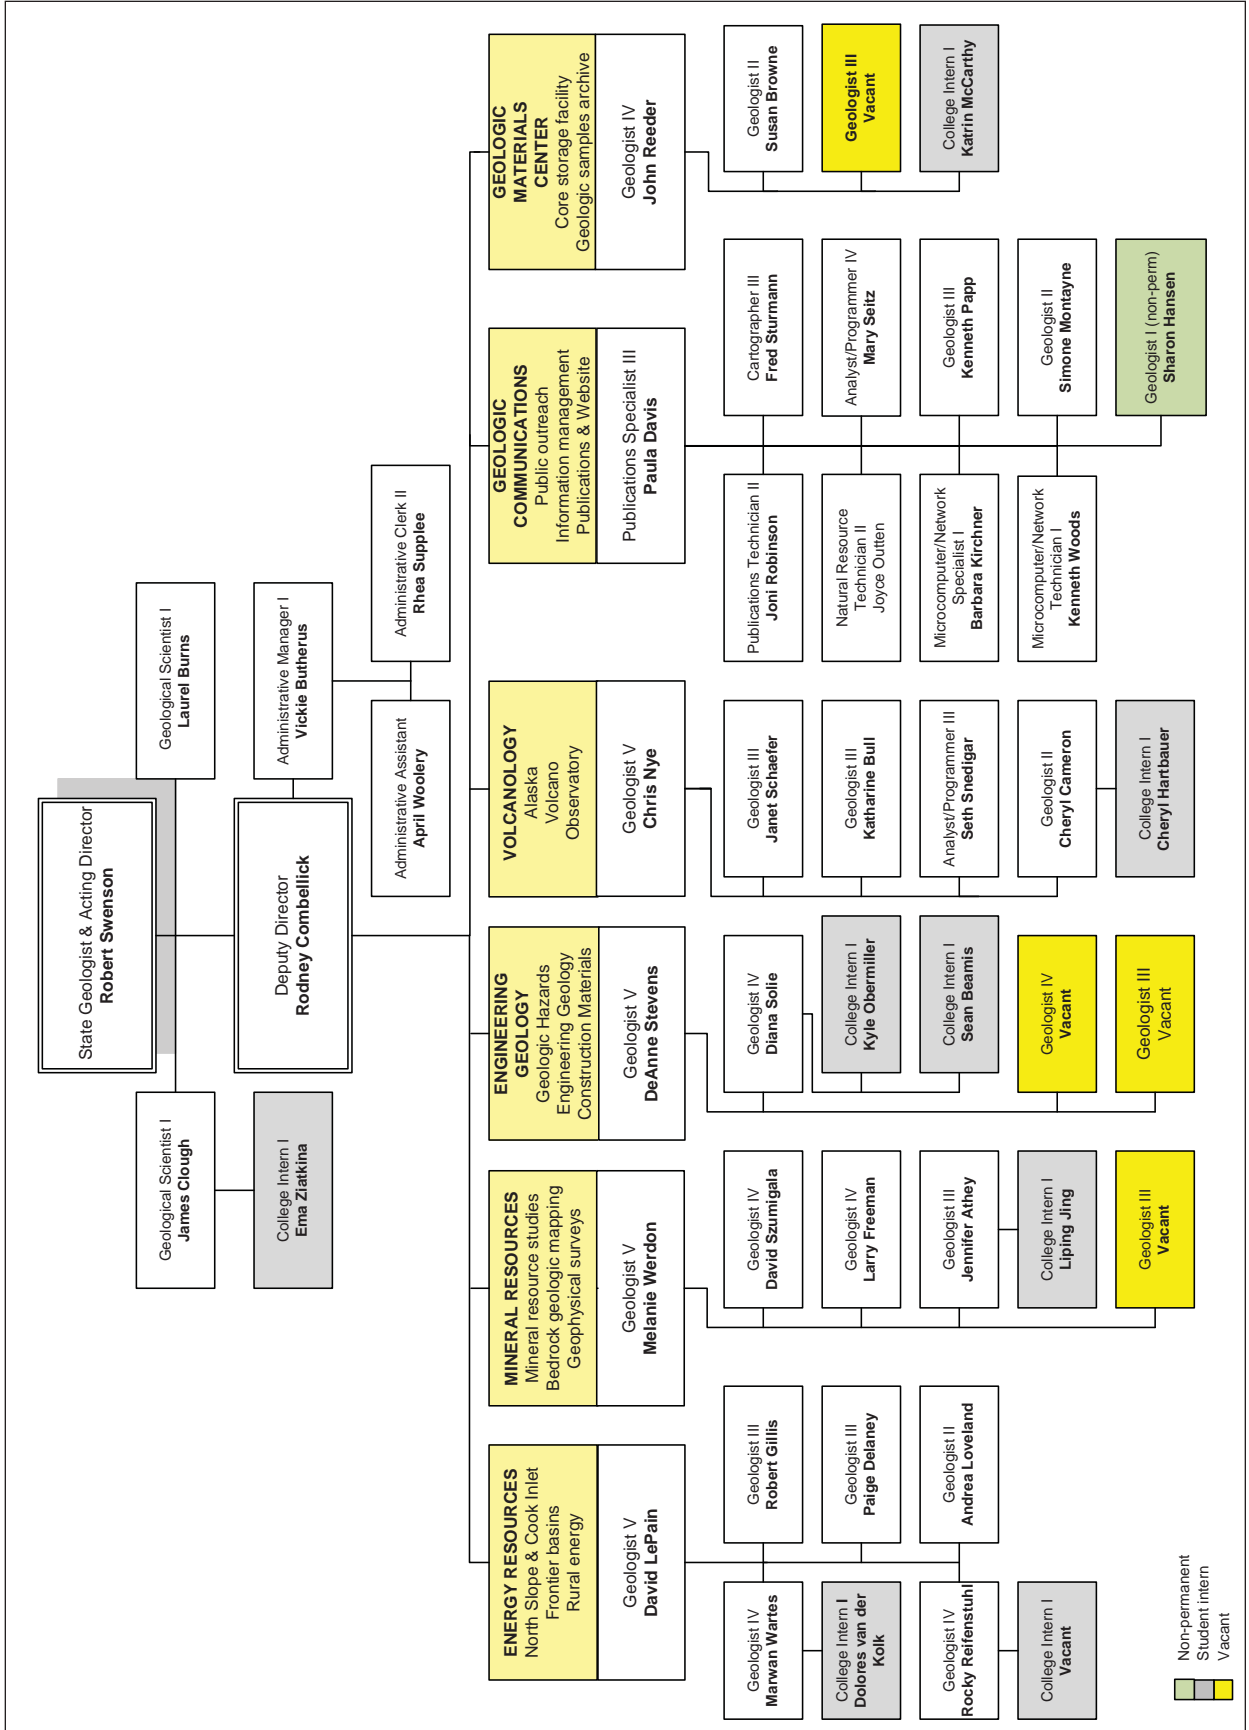 State Geologist & Acting Director
Robert Swenson
Geological Scientist I
James Clough
College Intern I
Ema Ziatkina
Geological Scientist I
Laurel Burns
Deputy Director
Rodney Combellick
Administrative Manager I
Vickie Butherus
Administrative Assistant
April Woolery
Administrative Clerk II
Rhea Supplee
ENERGY RESOURCES
North Slope & Cook Inlet
Frontier basins
Rural energy
Geologist V
David LePain
Geologist IV
Marwan Wartes
College Intern I
Dolores van der
Kolk
Geologist IV
Rocky Reifenstuhl
College Intern I
Vacant
Geologist III
Robert Gillis
Geologist III
Paige Delaney
Geologist II
Andrea Loveland
MINERAL RESOURCES
Mineral resource studies
Bedrock geologic mapping
Geophysical surveys
Geologist V
Melanie Werdon
Geologist IV
David Szumigala
Geologist IV
Larry Freeman
Geologist III
Jennifer Athey
College Intern I
Liping Jing
Geologist III
Vacant
ENGINEERING
GEOLOGY
Geologic Hazards
Engineering Geology
Construction Materials
Geologist V
DeAnne Stevens
Geologist IV
Diana Solie
College Intern I
Kyle Obermiller
College Intern I
Sean Beamis
Geologist IV
Vacant
Geologist III
Vacant
VOLCANOLOGY
Alaska
Volcano
Observatory
Geologist V
Chris Nye
Geologist III
Janet Schaefer
Geologist III
Katharine Bull
Analyst/Programmer III
Seth Snedigar
Geologist II
Cheryl Cameron
College Intern I
Cheryl Hartbauer
GEOLOGIC
COMMUNICATIONS
Public outreach
Information management
Publications & Website
Publications Specialist III
Paula Davis
Publications Technician II
Joni Robinson
Natural Resource
Technician II
Joyce Outten
Microcomputer/Network
Specialist I
Barbara Kirchner
Microcomputer/Network
Technician I
Kenneth Woods
Cartographer III
Fred Sturmann
Analyst/Programmer IV
Mary Seitz
Geologist III
Kenneth Papp
Geologist II
Simone Montayne
Geologist I (non-perm)
Sharon Hansen
GEOLOGIC
MATERIALS
CENTER
Core storage facility
Geologic samples archive
Geologist IV
John Reeder
Geologist II
Susan Browne
Geologist III
Vacant
College Intern I
Katrin McCarthy
Non-permanent
Student intern
Vacant